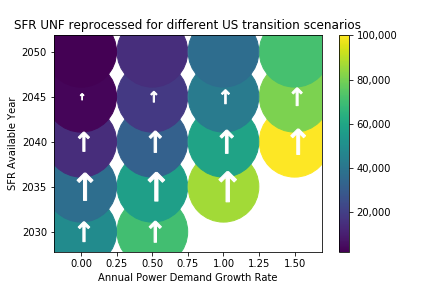 SFR UNF reprocessed for different US transition scenarios
SFR Available Year
2050
2045
2040
2035
2030
0.00 0.25 0.50 0.75 1.00 1.25 1.50
Annual Power Demand Growth Rate
100,000
80,000
60,000
40,000
20,000